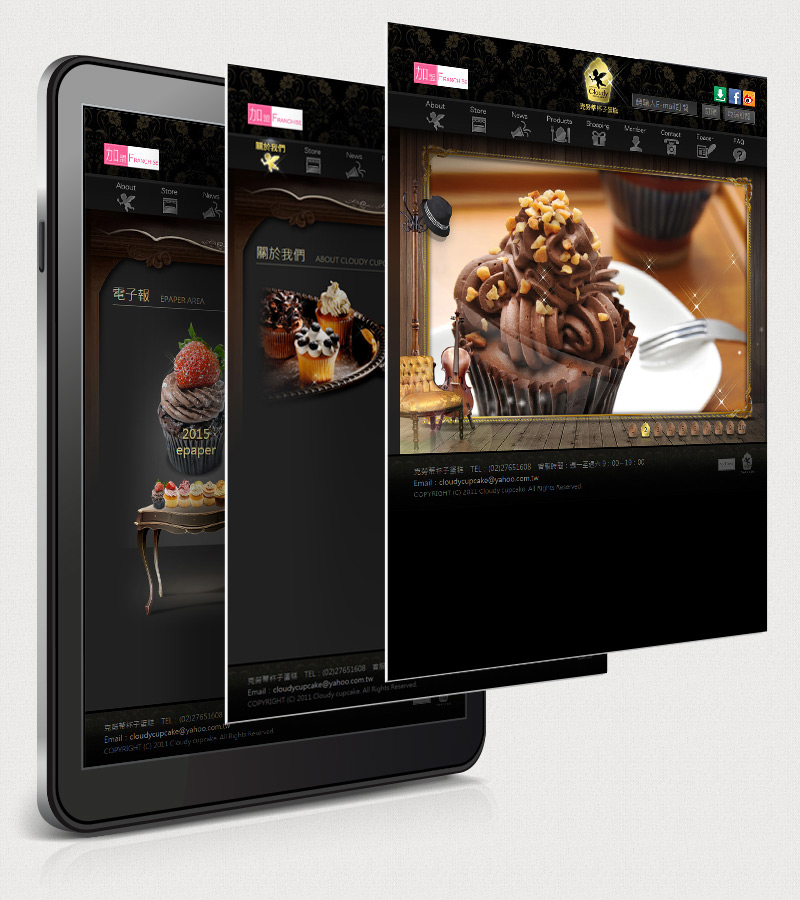 加盟 FRANCHISE
About
Store
News
電子報 EPAPER AREA
2015
epaper
克勞蒂杯子蛋糕 TEL : (02)27651608
Email : cloudycupcake@yahoo.com.tw
COPYRIGHT (C) 2011 Cloudy cupcake. All Rights Reserved.
加盟 FRANCHISE
關於我們
Store
News
關於我們 ABOUT CLOUDY CUPC
克勞蒂杯子蛋糕 TEL : (02)27651608
Email : cloudycupcake@yahoo.com.tw
COPYRIGHT (C) 2011 Cloudy cupcake. All Rights Reserved.
加盟 FRANCHISE
Cloudy
克勞蒂杯子蛋糕
請輸入E-mail訂閱
About
Store
News
Products
Shopping
Member
Contact
FAQ
克勞蒂杯子蛋糕 TEL : (02)27651608 營業時間 : 週一至週六 9 : 00 - 19 : 00
Email : cloudycupcake@yahoo.com.tw
COPYRIGHT (C) 2011 Cloudy cupcake. All Rights Reserved.